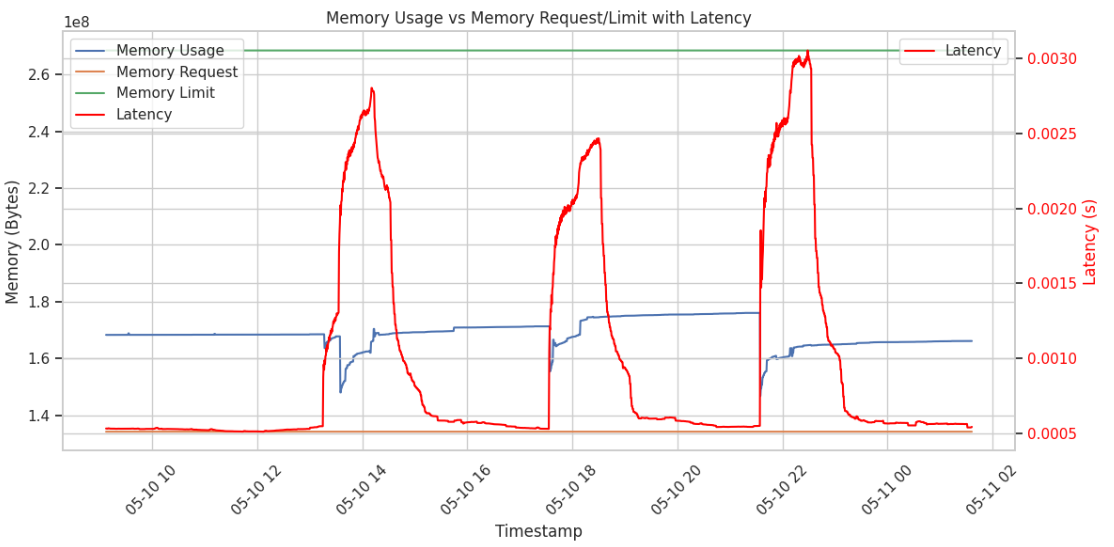 Memory Usage vs Memory Request/Limit with Latency
1e8
Memory Usage
Memory Request
Memory Limit
Latency
Latency
2.6
2.4
2.2
2.0
1.8
1.6
1.4
Memory (Bytes)
0.0030
0.0025
0.0020
0.0015
0.0010
0.0005
Latency (s)
05-10 10
05-10 12
05-10 14
05-10 16
05-10 18
05-10 20
05-10 22
05-11 00
05-11 02
Timestamp